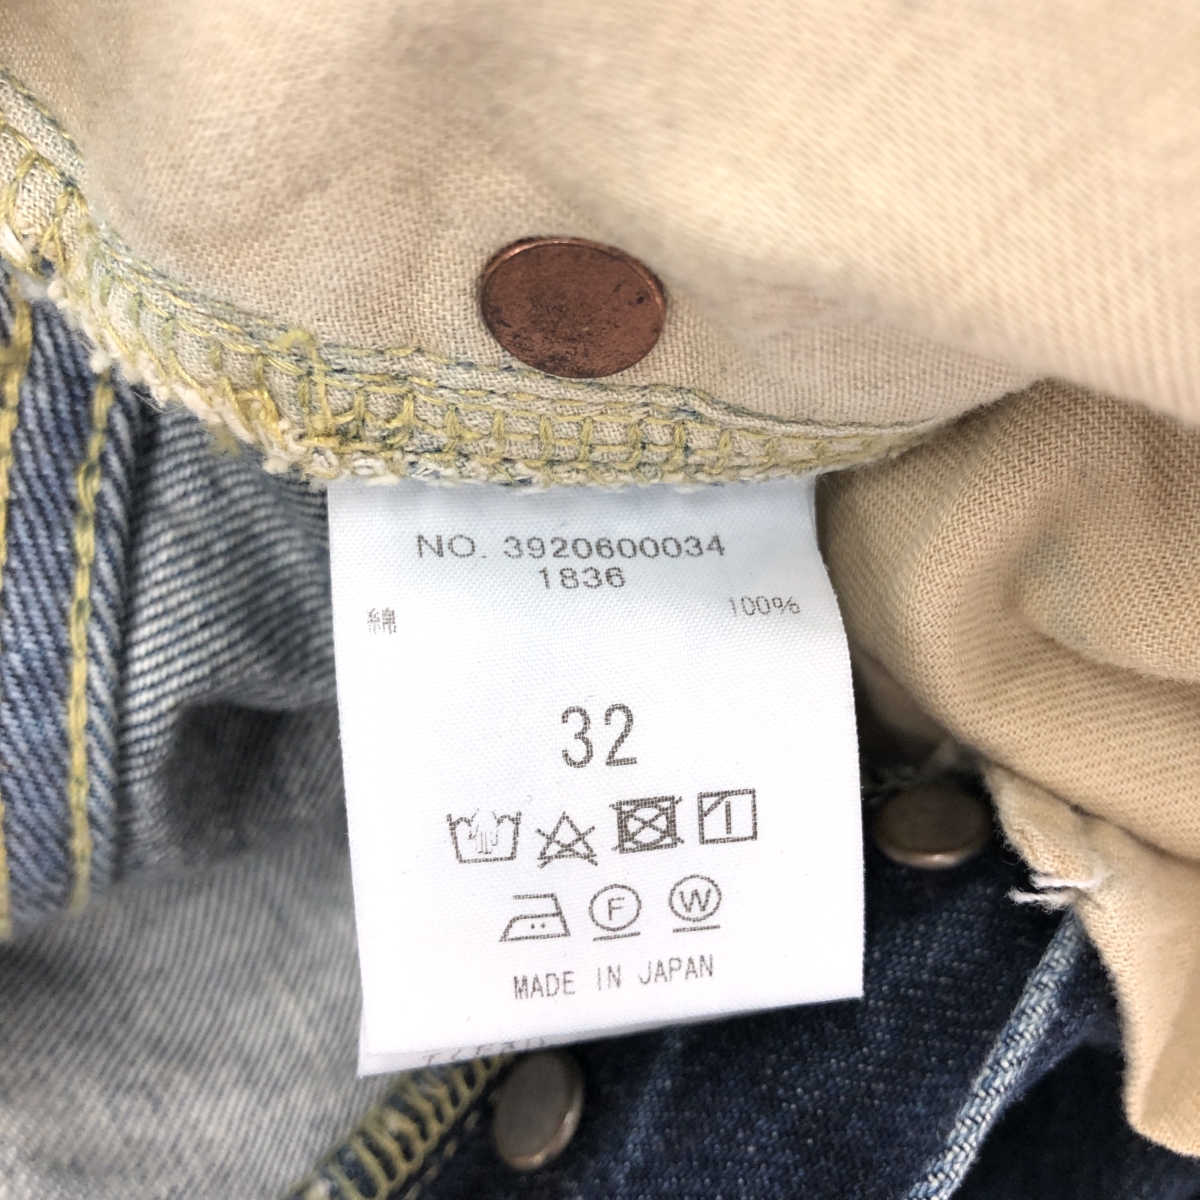 NO. 3920600034
1836
綿 100%
32
F W
MADE IN JAPAN